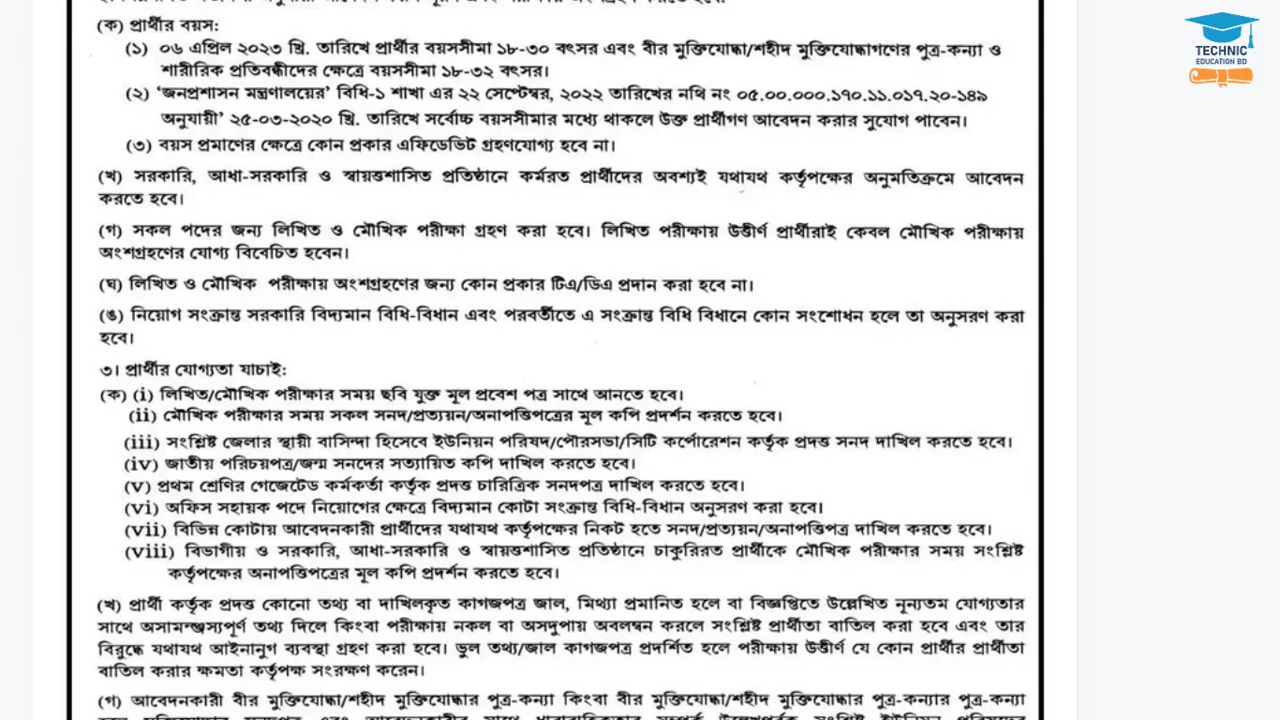 (ক) প্রার্থীর বয়স:
(১) ০৬ এপ্রিল ২০২৩ খ্রি. তারিখে প্রার্থীর বয়সসীমা ১৮-৩০ বৎসর এবং বীর মুক্তিযোদ্ধা/শহীদ মুক্তিযোদ্ধাগণের পুত্র-কন্যা ও
শারীরিক প্রতিবন্ধীদের ক্ষেত্রে বয়সসীমা ১৮-৩২ বৎসর।
(২) ‘জনপ্রশাসন মন্ত্রণালয়ের’ বিধি-১ শাখা এর ২২ সেপ্টেম্বর, ২০২২ তারিখের নথি নং ০৫.০০.০০০.১৭০.১১.০১৭.২০-১৪৯
অনুযায়ী’ ২৫-০৩-২০২০ খ্রি. তারিখে সর্বোচ্চ বয়সসীমার মধ্যে থাকলে উক্ত প্রার্থীগণ আবেদন করার সুযোগ পাবেন।
(৩) বয়স প্রমাণের ক্ষেত্রে কোন প্রকার এফিডেভিট গ্রহণযোগ্য হবে না।
(খ) সরকারি, আধা-সরকারি ও স্বায়ত্তশাসিত প্রতিষ্ঠানে কর্মরত প্রার্থীদের অবশ্যই যথাযথ কর্তৃপক্ষের অনুমতিক্রমে আবেদন
করতে হবে।
(গ) সকল পদের জন্য লিখিত ও মৌখিক পরীক্ষা গ্রহণ করা হবে। লিখিত পরীক্ষায় উত্তীর্ণ প্রার্থীরাই কেবল মৌখিক পরীক্ষায়
অংশগ্রহণের যোগ্য বিবেচিত হবেন।
(ঘ) লিখিত ও মৌখিক পরীক্ষায় অংশগ্রহণের জন্য কোন প্রকার টিএ/ডিএ প্রদান করা হবে না।
(ঙ) নিয়োগ সংক্রান্ত সরকারি বিদ্যমান বিধি-বিধান এবং পরবর্তীতে এ সংক্রান্ত বিধি বিধানে কোন সংশোধন হলে তা অনুসরণ করা
হবে।
৩। প্রার্থীর যোগ্যতা যাচাই:
(ক) (i) লিখিত/মৌখিক পরীক্ষার সময় ছবি যুক্ত মূল প্রবেশ পত্র সাথে আনতে হবে।
(ii) মৌখিক পরীক্ষার সময় সকল সনদ/প্রত্যয়ন/অনাপত্তিপত্রের মূল কপি প্রদর্শন করতে হবে।
(iii) সংশ্লিষ্ট জেলার স্থায়ী বাসিন্দা হিসেবে ইউনিয়ন পরিষদ/পৌরসভা/সিটি কর্পোরেশন কর্তৃক প্রদত্ত সনদ দাখিল করতে হবে।
(iv) জাতীয় পরিচয়পত্র/জন্ম সনদের সত্যায়িত কপি দাখিল করতে হবে।
(v) প্রথম শ্রেণির গেজেটেড কর্মকর্তা কর্তৃক প্রদত্ত চারিত্রিক সনদপত্র দাখিল করতে হবে।
(vi) অফিস সহায়ক পদে নিয়োগের ক্ষেত্রে বিদ্যমান কোটা সংক্রান্ত বিধি-বিধান অনুসরণ করা হবে।
(vii) বিভিন্ন কোটায় আবেদনকারী প্রার্থীদের যথাযথ কর্তৃপক্ষের নিকট হতে সনদ/প্রত্যয়ন/অনাপত্তিপত্র দাখিল করতে হবে।
(viii) বিভাগীয় ও সরকারি, আধা-সরকারি ও স্বায়ত্তশাসিত প্রতিষ্ঠানে চাকুরিরত প্রার্থীকে মৌখিক পরীক্ষার সময় সংশ্লিষ্ট
কর্তৃপক্ষের অনাপত্তিপত্রের মূল কপি প্রদর্শন করতে হবে।
(খ) প্রার্থী কর্তৃক প্রদত্ত কোনো তথ্য বা দাখিলকৃত কাগজপত্র জাল, মিথ্যা প্রমানিত হলে বা বিজ্ঞপ্তিতে উল্লেখিত নূন্যতম যোগ্যতার
সাথে অসামঞ্জস্যপূর্ণ তথ্য দিলে কিংবা পরীক্ষায় নকল বা অসদুপায় অবলম্বন করলে সংশ্লিষ্ট প্রার্থীতা বাতিল করা হবে এবং তার
বিরুদ্ধে যথাযথ আইনানুগ ব্যবস্থা গ্রহণ করা হবে। ভুল তথ্য/জাল কাগজপত্র প্রদর্শিত হলে পরীক্ষায় উত্তীর্ণ যে কোন প্রার্থীর প্রার্থীতা
বাতিল করার ক্ষমতা কর্তৃপক্ষ সংরক্ষণ করেন।
(গ) আবেদনকারী বীর মুক্তিযোদ্ধা/শহীদ মুক্তিযোদ্ধার পুত্র-কন্যা কিংবা বীর মুক্তিযোদ্ধা/শহীদ মুক্তিযোদ্ধার পুত্র-কন্যার পুত্র-কন্যা
TECHNIC
EDUCATION BD